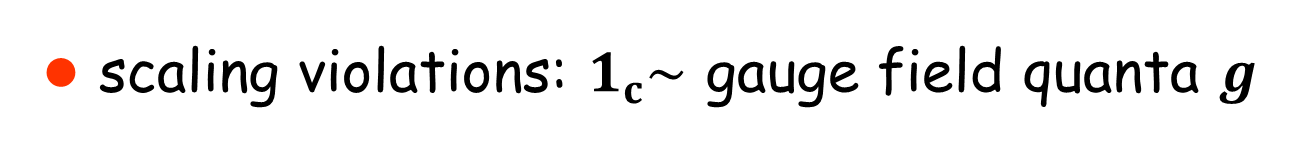 • scaling violations: 1c~ gauge field quanta g